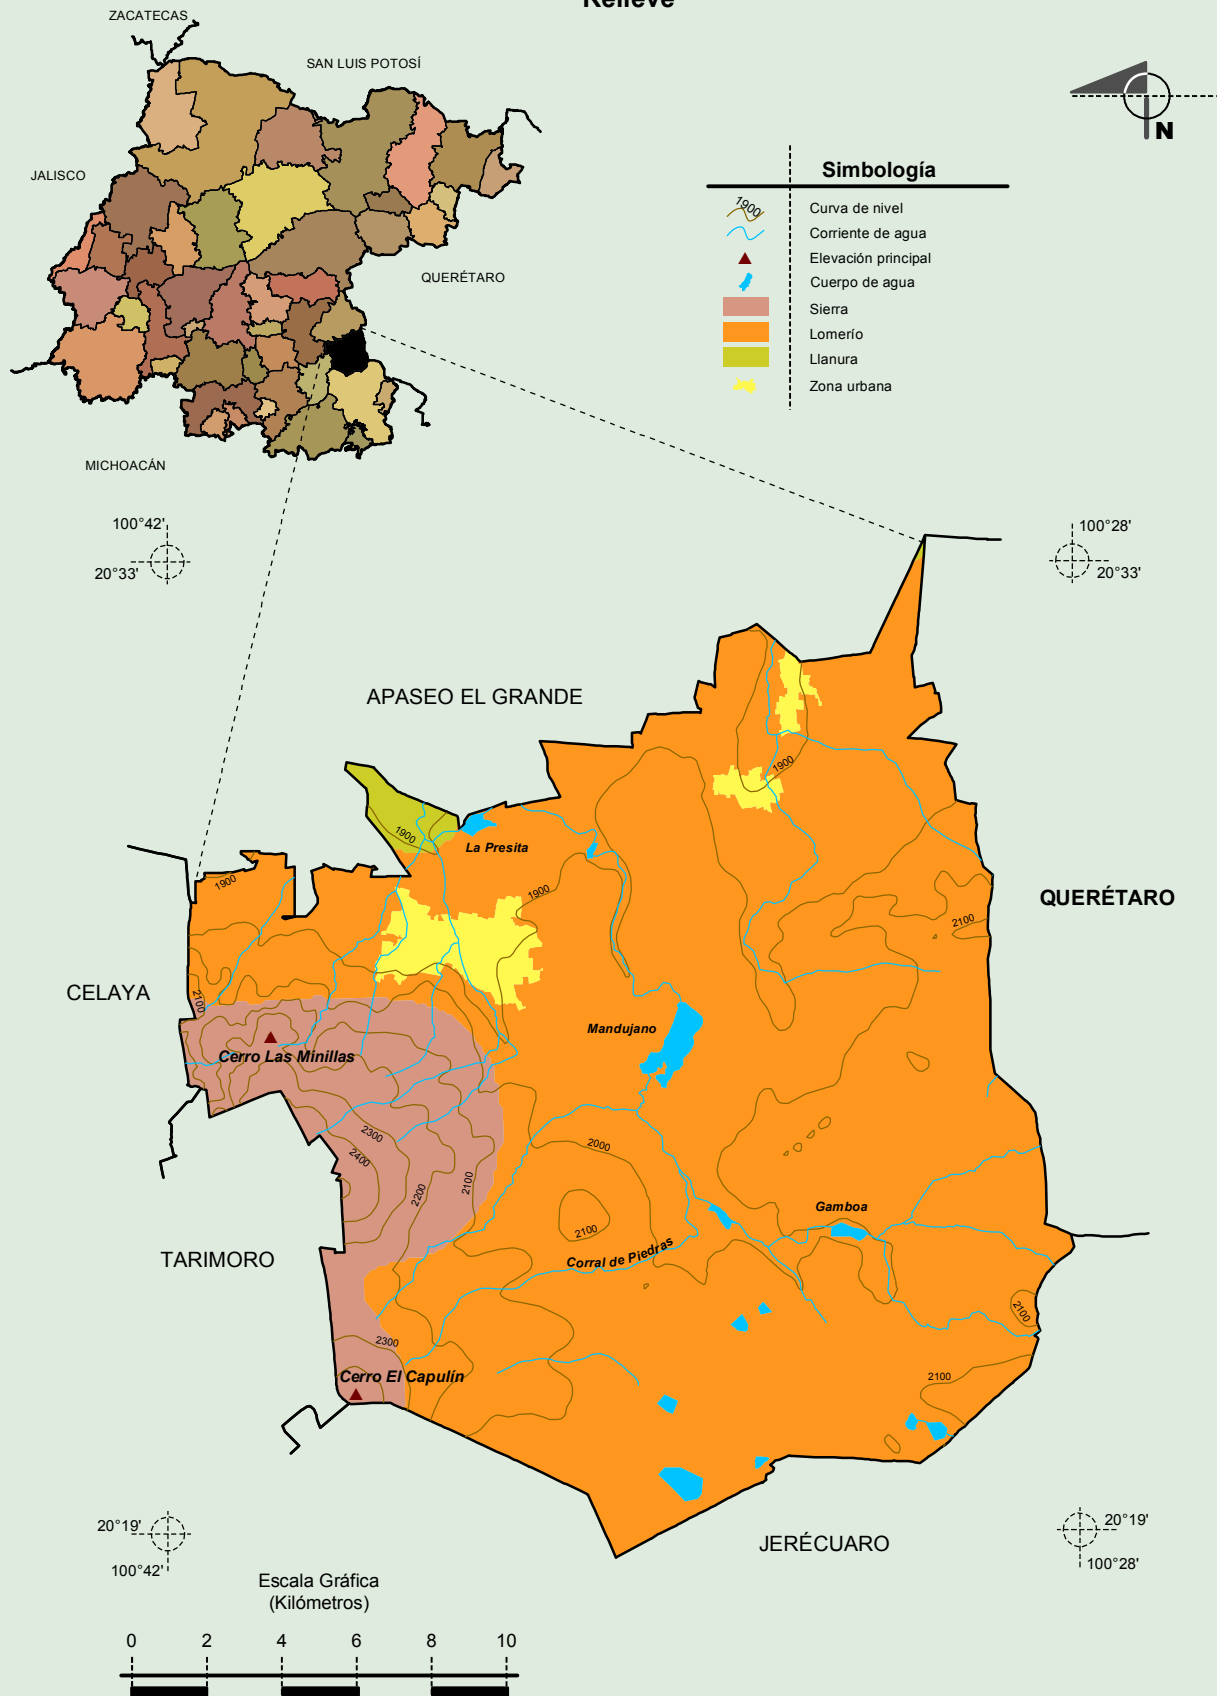 Relieve
ZACATECAS
SAN LUIS POTOSÍ
JALISCO
QUERÉTARO
MICHOACÁN
N
Simbología
1900
Curva de nivel
Corriente de agua
Elevación principal
Cuerpo de agua
Sierra
Lomerío
Llanura
Zona urbana
100°42'
20°33'
100°28'
20°33'
APASEO EL GRANDE
1900
1900
La Presita
1900
1900
QUERÉTARO
2100
CELAYA
2100
Mandujano
Cerro Las Minillas
2300
2400
2000
2200
2100
Gamboa
2100
Corral de Piedras
TARIMORO
2100
2300
Cerro El Capulín
2100
20°19'
100°42'
JERÉCUARO
20°19'
100°28'
Escala Gráfica
(Kilómetros)
0 2 4 6 8 10